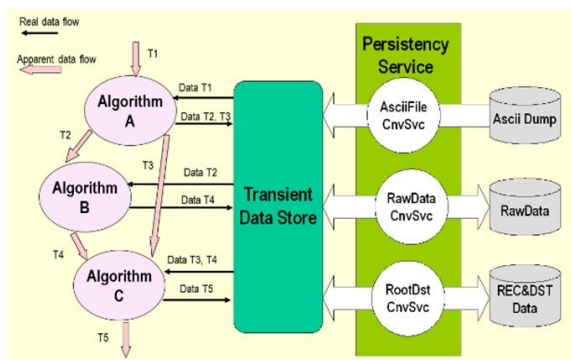 Real data flow
Apparent data flow
T1
Algorithm
A
Data T1
Data T2, T3
T2
T3
Algorithm
B
Data T2
Data T4
T4
Algorithm
C
Data T3, T4
Data T5
T5
Transient
Data Store
Persistency
Service
AsciiFile
CnvSvc
Ascii Dump
RawData
CnvSvc
RawData
RootDst
CnvSvc
REC&DST
Data